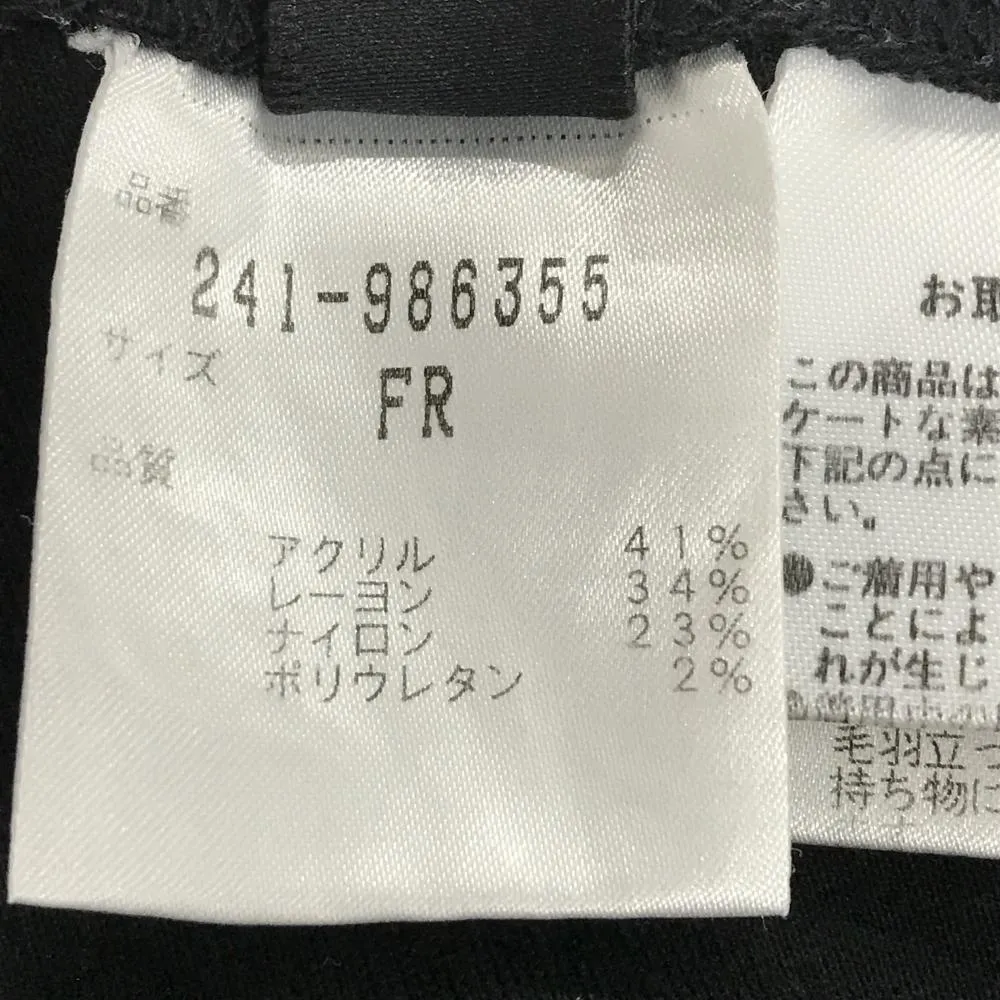 品番
241-986355
サイズ
FR
品質
アクリル 41%
レーヨン 34%
ナイロン 23%
ポリウレタン 2%
お取
この商品は
ケートな素
下記の点に
さい。
●ご着用や
ことによ
れが生じ
毛羽立つ
持ち物に